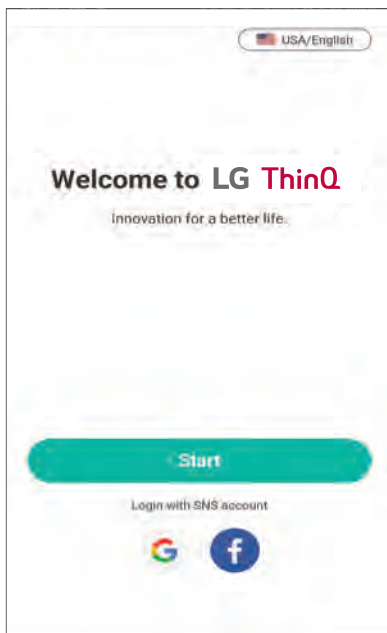 USA/English
Welcome to LG ThinQ
Innovation for a better life.
Start
Login with SNS account
G
f